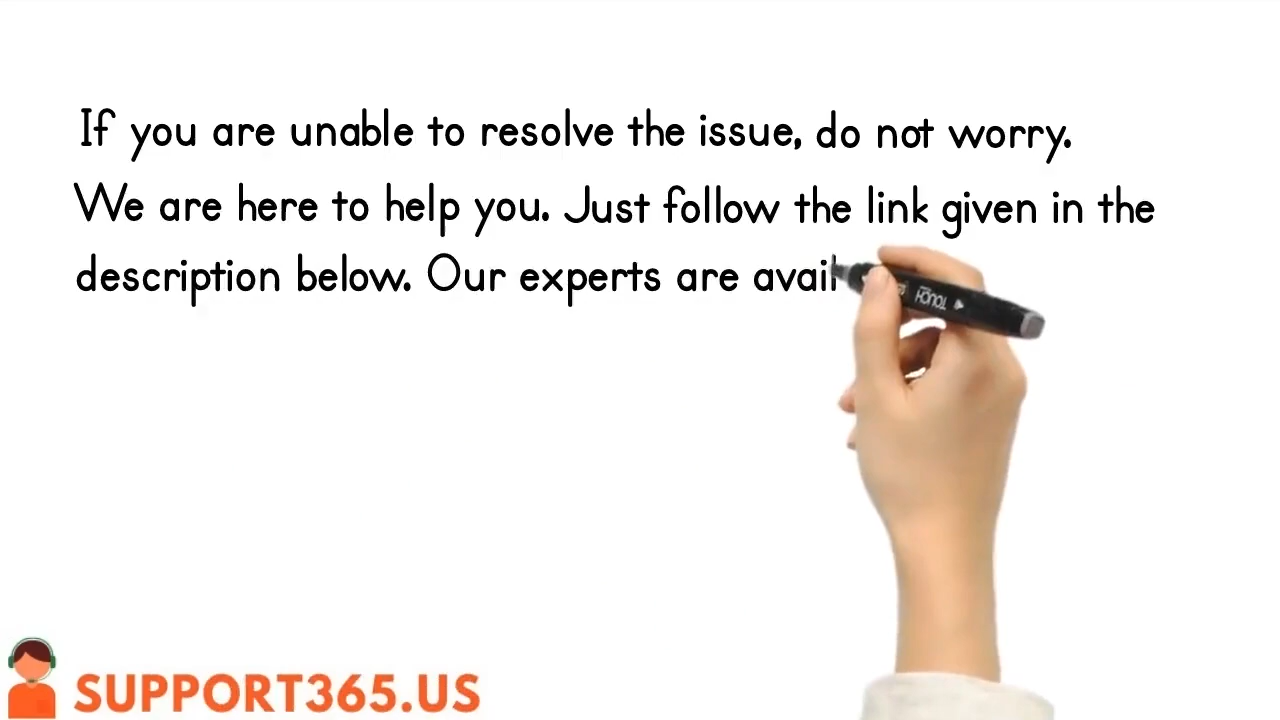 If you are unable to resolve the issue, do not worry.
We are here to help you. Just follow the link given in the
description below. Our experts are avail
TOUCH
SUPPORT365.US